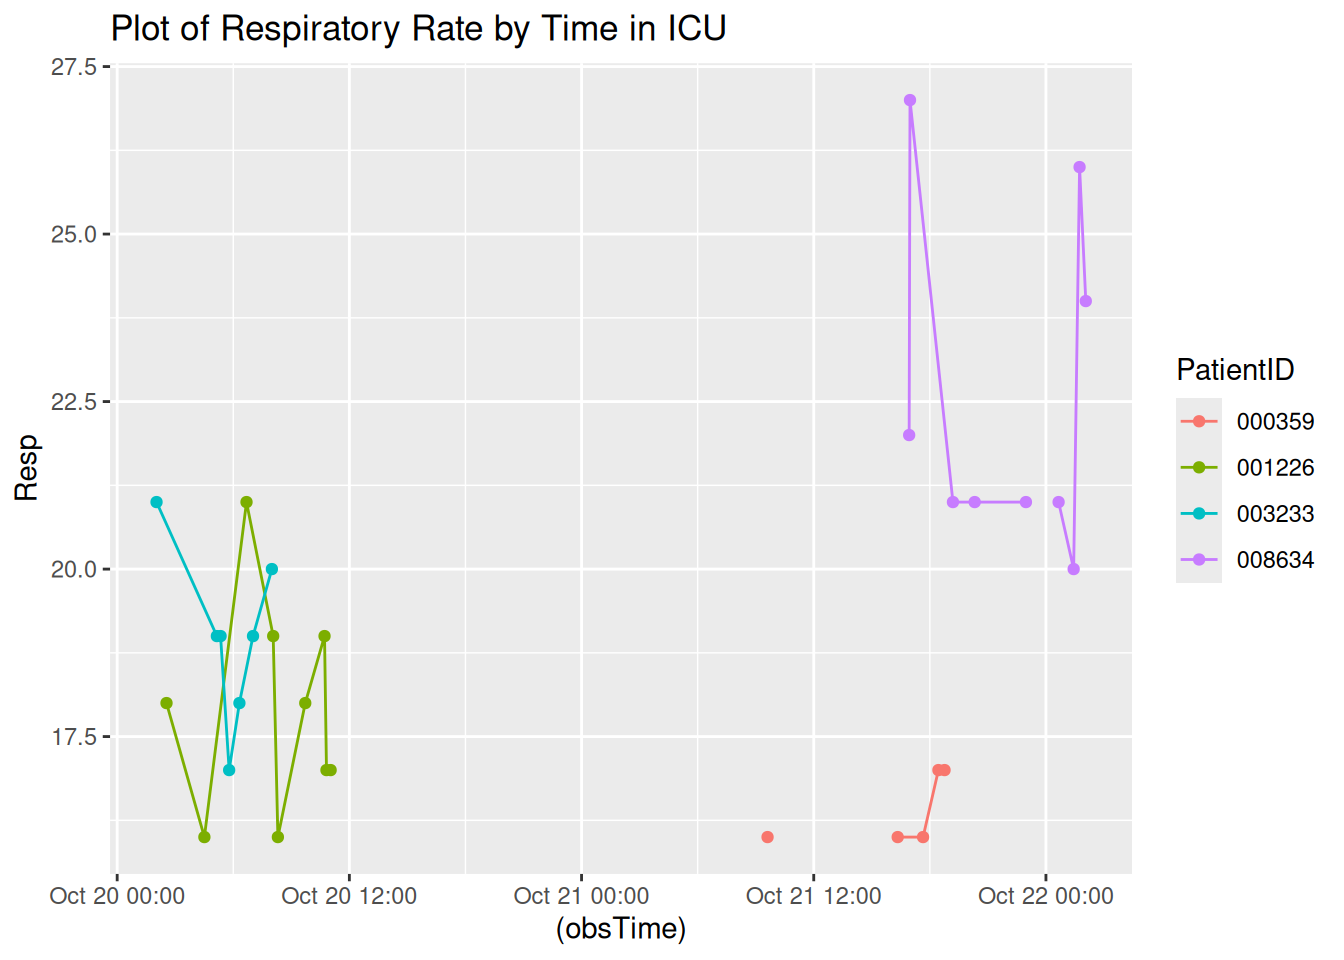 Plot of Respiratory Rate by Time in ICU
27.5
25.0
22.5
20.0
17.5
Resp
Oct 20 00:00
Oct 20 12:00
Oct 21 00:00
Oct 21 12:00
Oct 22 00:00
(obsTime)
PatientID
000359
001226
003233
008634